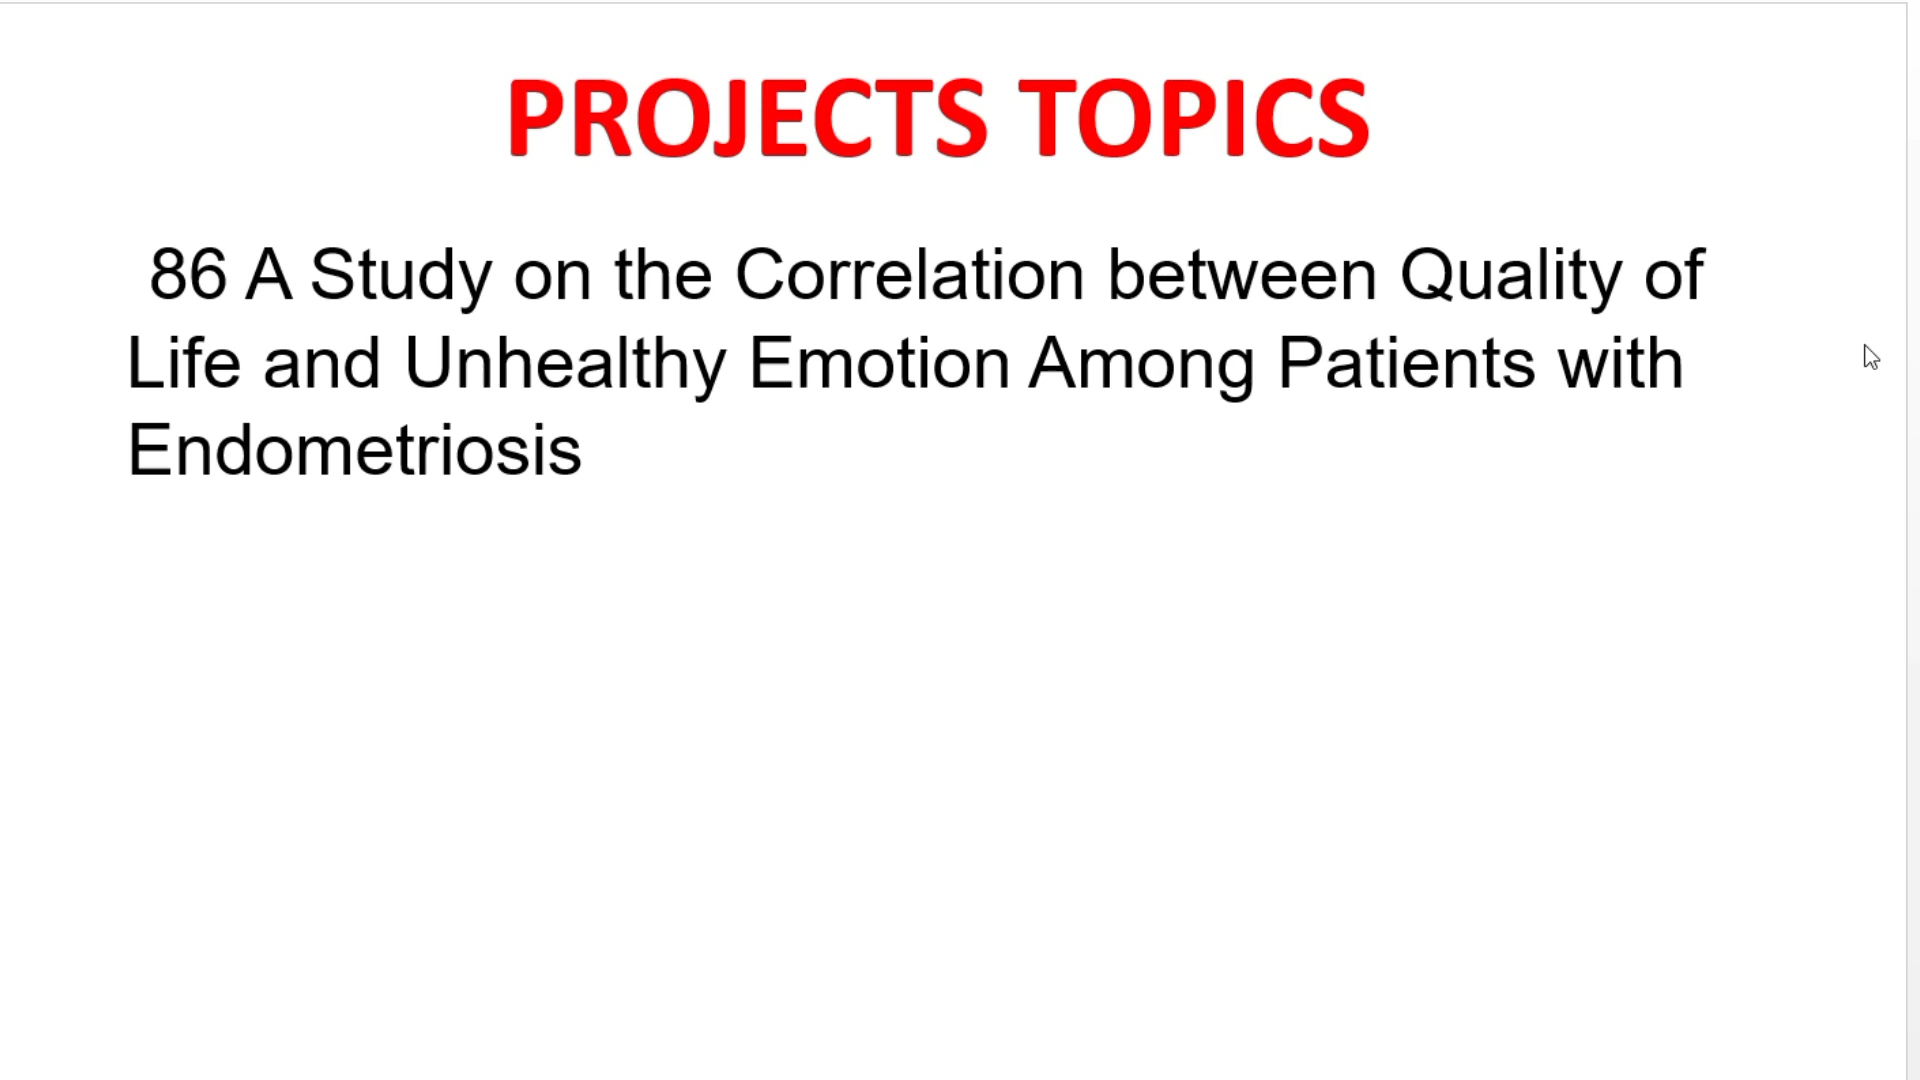 PROJECTS TOPICS
86 A Study on the Correlation between Quality of
Life and Unhealthy Emotion Among Patients with
Endometriosis